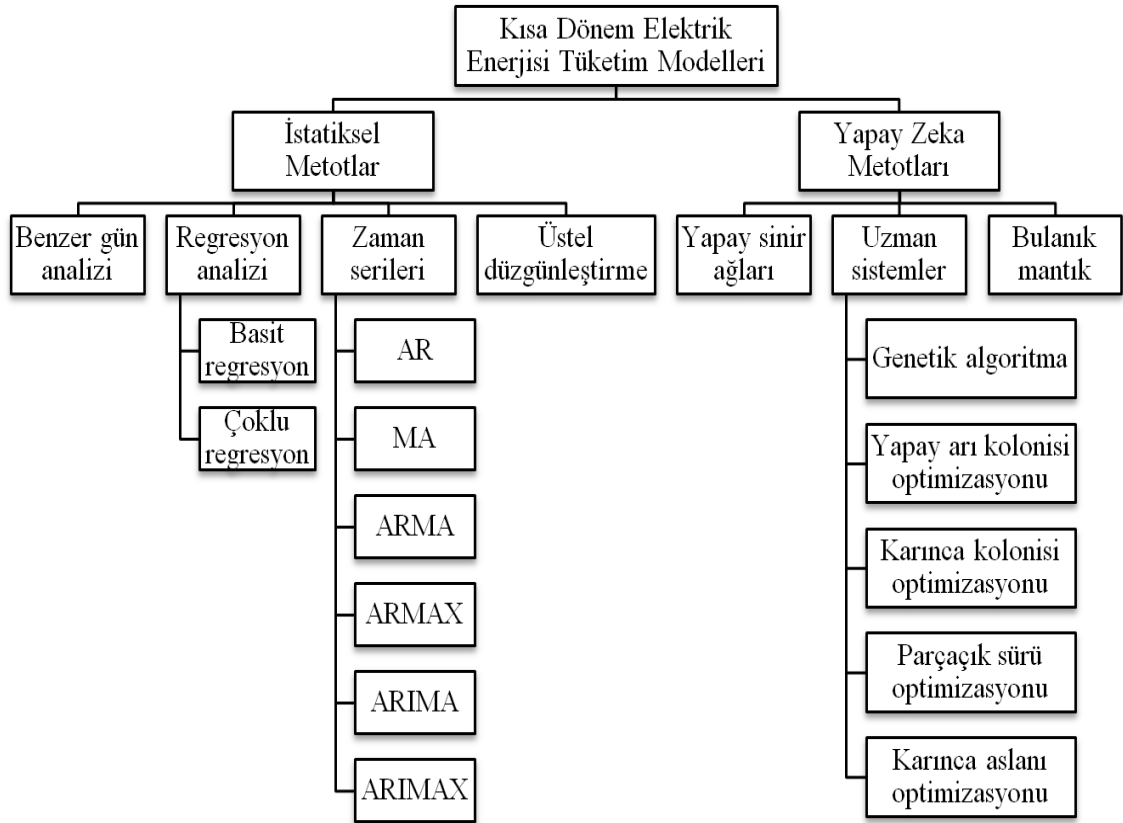 Kısa Dönem Elektrik
Enerjisi Tüketim Modelleri
İstatiksel
Metotlar
Yapay Zeka
Metotları
Benzer gün
analizi
Regresyon
analizi
Zaman
serileri
Üstel
düzgünleştirme
Yapay sinir
ağları
Uzman
sistemler
Bulanık
mantık
Basit
regresyon
Çoklu
regresyon
AR
MA
ARMA
ARMAX
ARIMA
ARIMAX
Genetik algoritma
Yapay arı kolonisi
optimizasyonu
Karınca kolonisi
optimizasyonu
Parçaçık sürü
optimizasyonu
Karınca aslanı
optimizasyonu